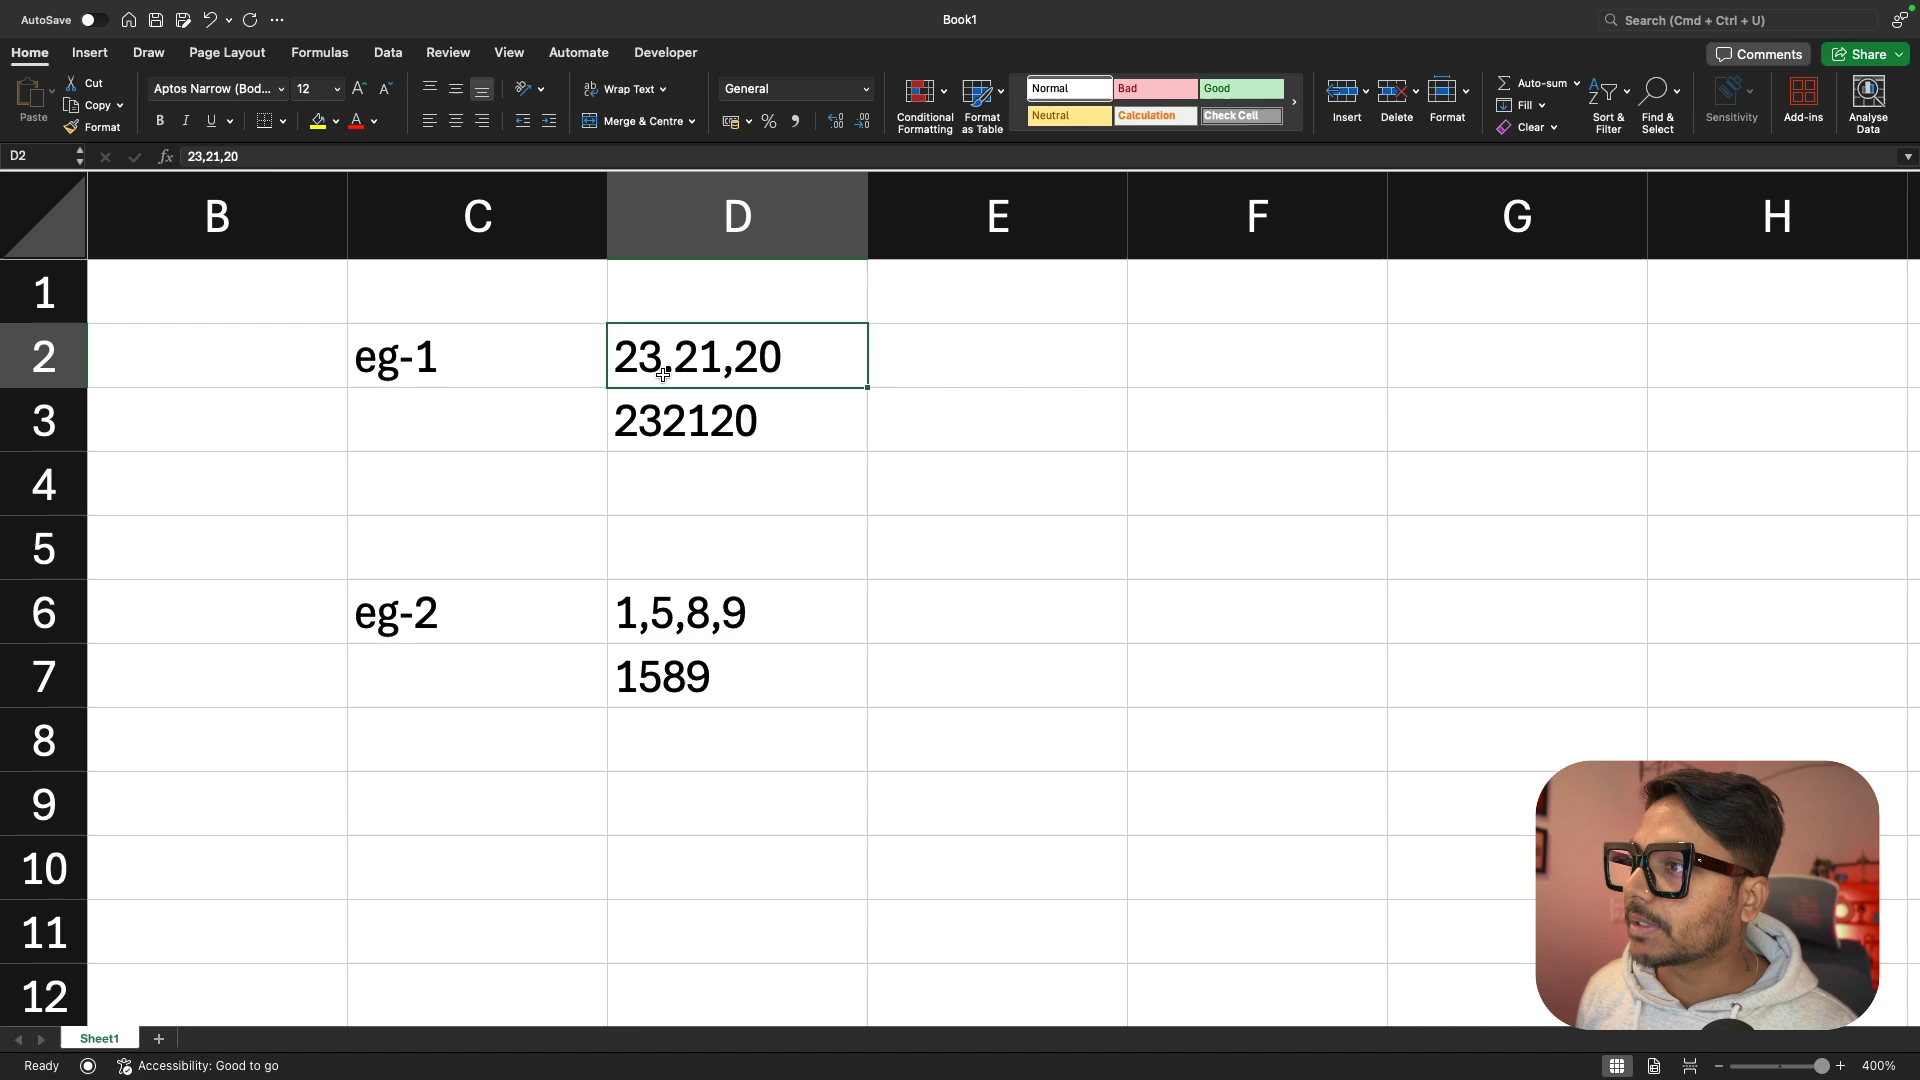 AutoSave
Book1
Search (Cmd + Ctrl + U)
Home Insert Draw Page Layout Formulas Data Review View Automate Developer
Comments Share
Paste
Cut
Copy
Format
Aptos Narrow (Bod... 12
B I U
Wrap Text
Merge & Centre
General
Conditional Formatting
Format as Table
Normal Bad Good
Neutral Calculation Check Cell
Insert Delete Format
Auto-sum
Fill
Clear
Sort & Filter
Find & Select
Sensitivity
Add-ins
Analyse Data
D2 fx 23,21,20
B C D E F G H
1
2 eg-1 23,21,20
3 232120
4
5
6 eg-2 1,5,8,9
7 1589
8
9
10
11
12
Sheet1
Ready Accessibility: Good to go 400%